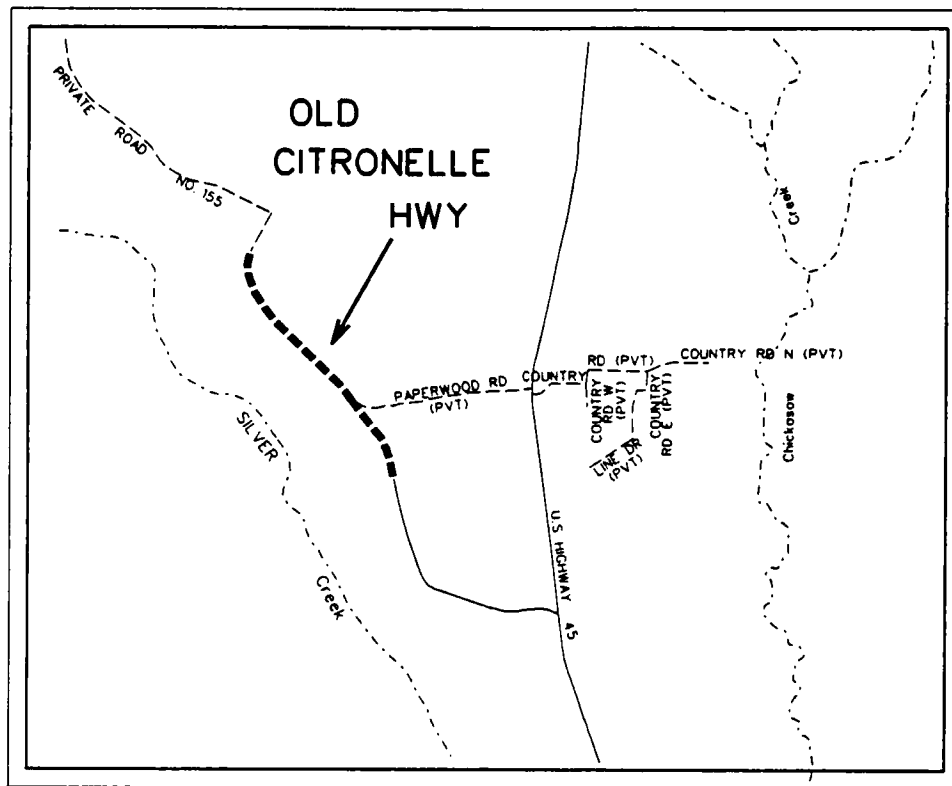 PRIVATE ROAD NO. 155
OLD
CITRONELLE
HWY
Creek
PAPERWOOD RD
(PVT)
COUNTRY
RD (PVT)
COUNTRY RD N (PVT)
COUNTRY
RD W
(PVT)
COUNTRY
RD E (PVT)
LINE DR
(PVT)
SILVER
Creek
Chickasaw
U.S HIGHWAY 45